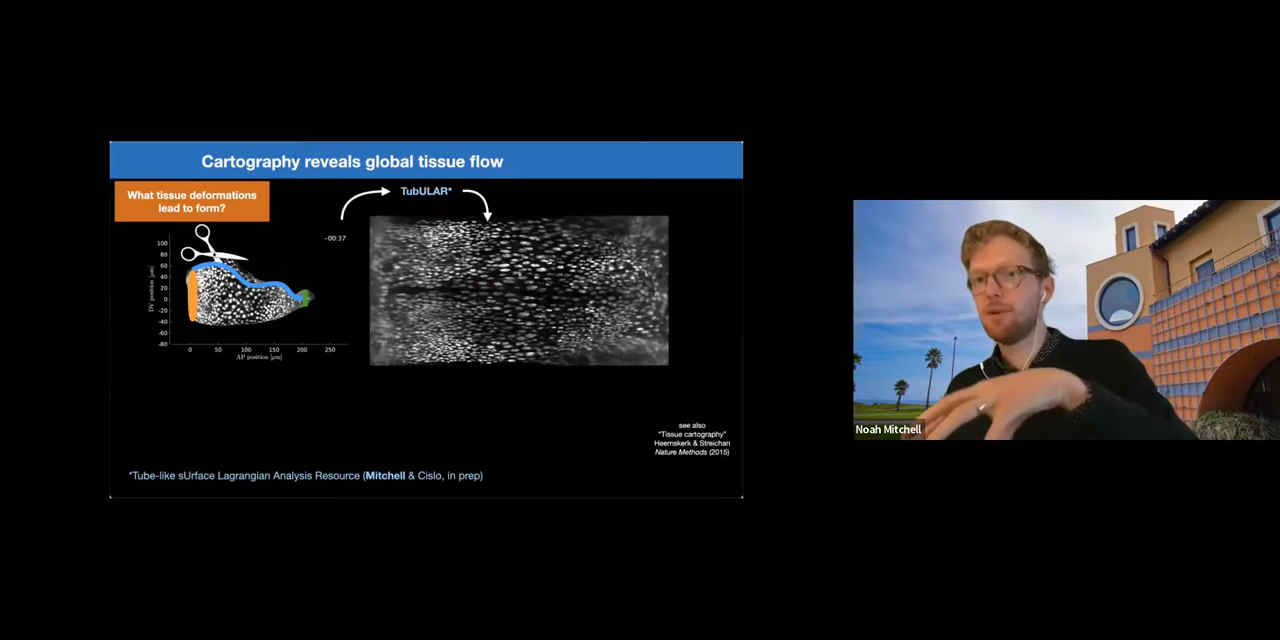 Cartography reveals global tissue flow
What tissue deformations
lead to form?
TubULAR*
−00:37
100
80
60
40
20
0
-20
-40
-60
-80
DV position [μm]
0 50 100 150 200 250
AP position [μm]
see also
"Tissue cartography"
Heemskerk & Streichan
Nature Methods (2015)
*Tube-like sUrface Lagrangian Analysis Resource (Mitchell & Cislo, in prep)
Noah Mitchell